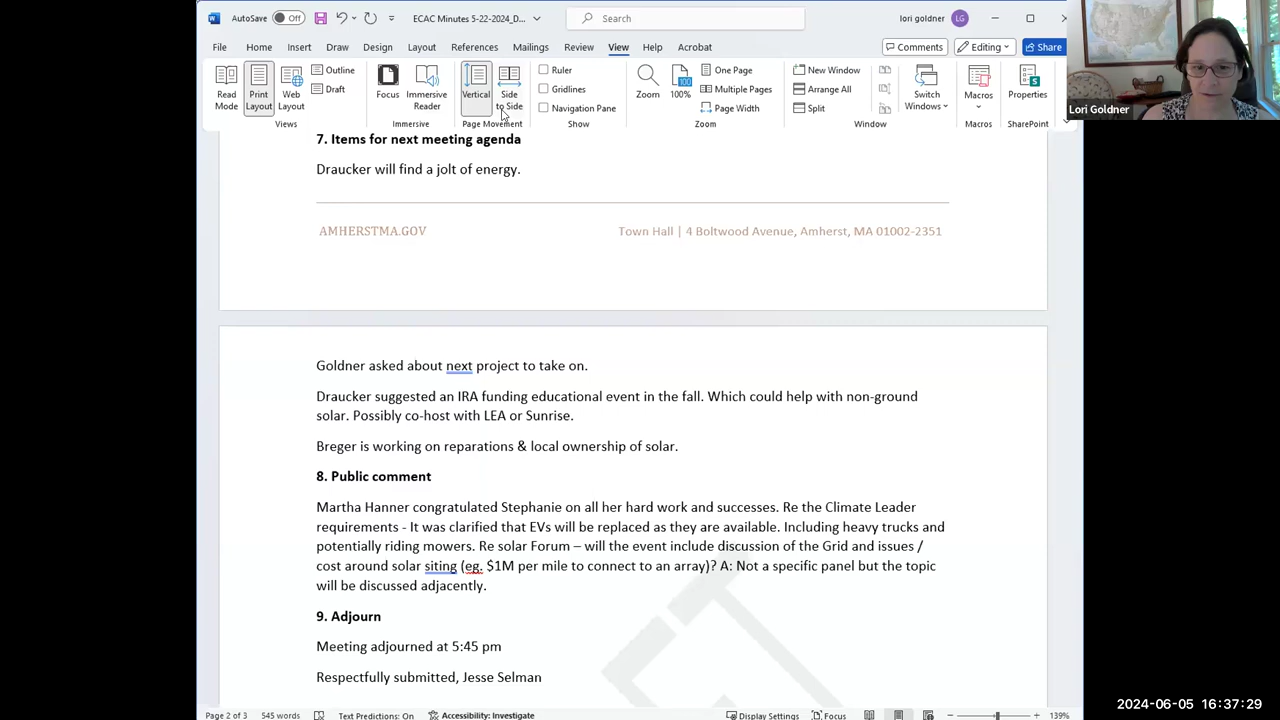 AutoSave Off ECAC Minutes 5-22-2024_D... Search lori goldner LG
File Home Insert Draw Design Layout References Mailings Review View Help Acrobat Comments Editing Share
Read Mode Print Layout Web Layout Outline Draft Focus Immersive Reader Vertical Side to Side Ruler Gridlines Navigation Pane Zoom 100 100% One Page Multiple Pages Page Width New Window Arrange All Split Switch Windows Macros Properties
Views Immersive Page Movement Show Zoom Window Macros SharePoint
Lori Goldner
7. Items for next meeting agenda
Draucker will find a jolt of energy.
AMHERSTMA.GOV Town Hall | 4 Boltwood Avenue, Amherst, MA 01002-2351
Goldner asked about next project to take on.
Draucker suggested an IRA funding educational event in the fall. Which could help with non-ground
solar. Possibly co-host with LEA or Sunrise.
Breger is working on reparations & local ownership of solar.
8. Public comment
Martha Hanner congratulated Stephanie on all her hard work and successes. Re the Climate Leader
requirements - It was clarified that EVs will be replaced as they are available. Including heavy trucks and
potentially riding mowers. Re solar Forum – will the event include discussion of the Grid and issues /
cost around solar siting (eg. $1M per mile to connect to an array)? A: Not a specific panel but the topic
will be discussed adjacently.
9. Adjourn
Meeting adjourned at 5:45 pm
Respectfully submitted, Jesse Selman
Page 2 of 3 545 words Text Predictions: On Accessibility: Investigate Display Settings Focus 139%
2024-06-05 16:37:29